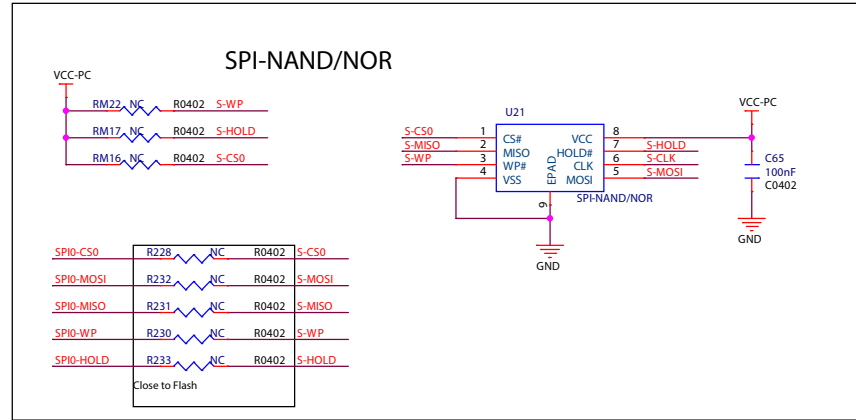 SPI-NAND/NOR
VCC-PC
RM22 NC R0402 S-WP
RM17 NC R0402 S-HOLD
RM16 NC R0402 S-CS0
U21
S-CS0 1 CS# VCC 8
VCC-PC
S-MISO 2 MISO HOLD# 7 S-HOLD
S-WP 3 WP# CLK 6 S-CLK
4 VSS MOSI 5 S-MOSI
EPAD
9
SPI-NAND/NOR
C65
100nF
C0402
GND
GND
SPI0-CS0 R228 NC R0402 S-CS0
SPI0-MOSI R232 NC R0402 S-MOSI
SPI0-MISO R231 NC R0402 S-MISO
SPI0-WP R230 NC R0402 S-WP
SPI0-HOLD R233 NC R0402 S-HOLD
Close to Flash